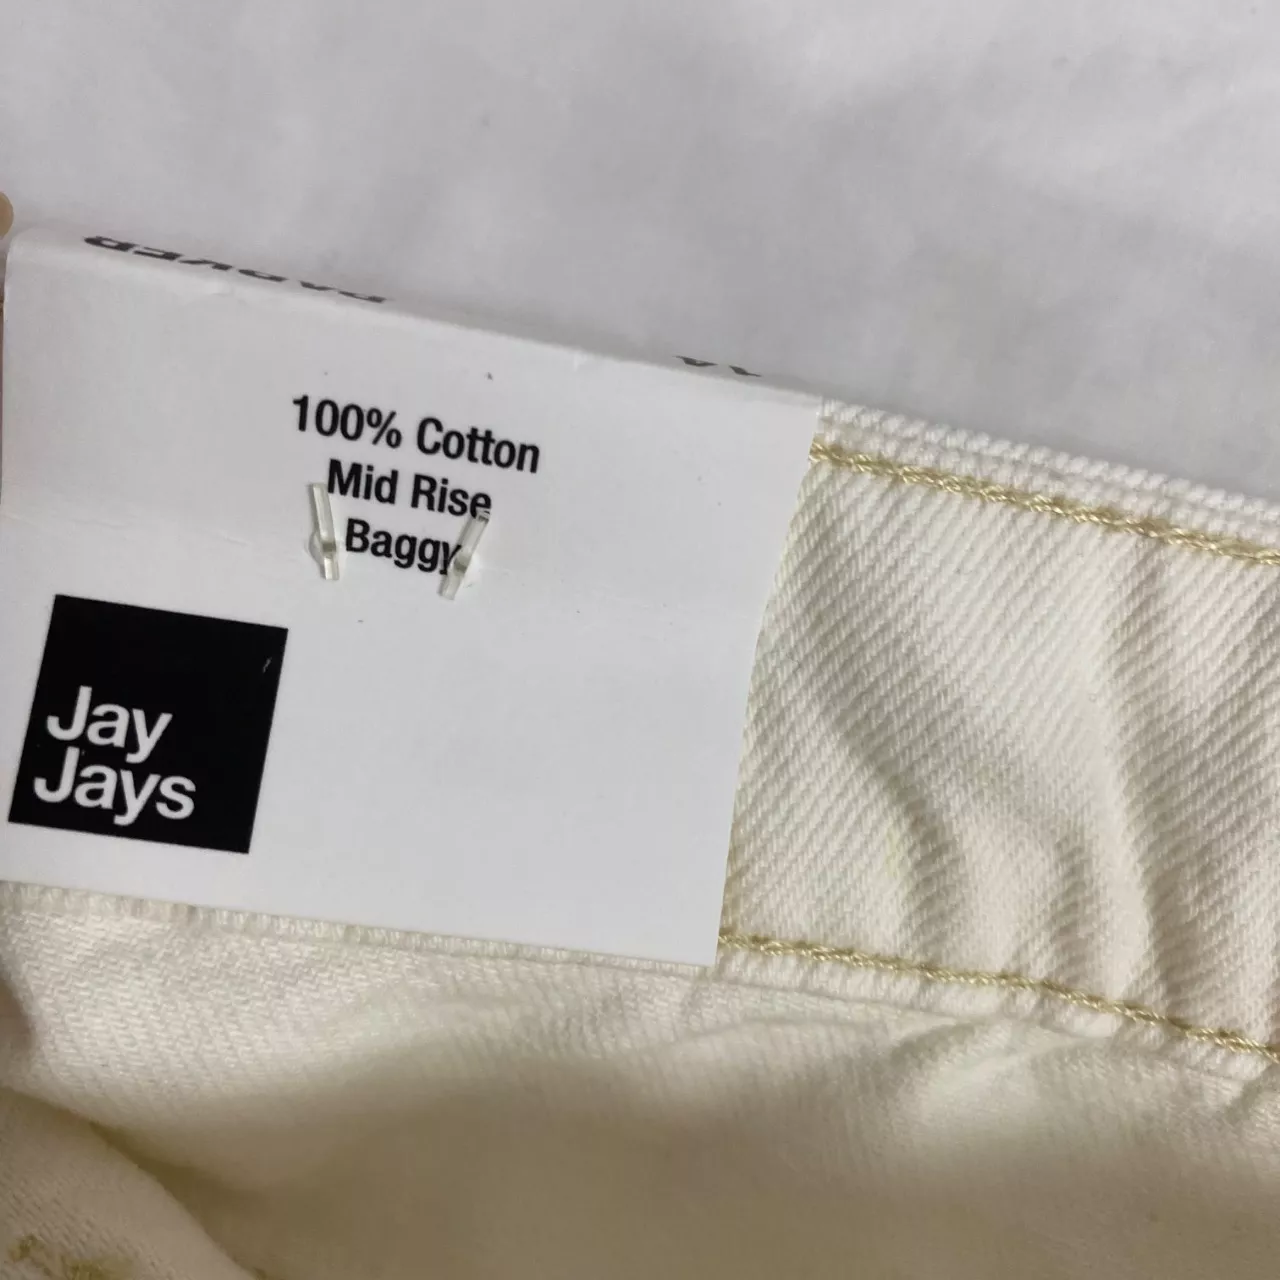 100% Cotton
Mid Rise
Baggy
Jay
Jays